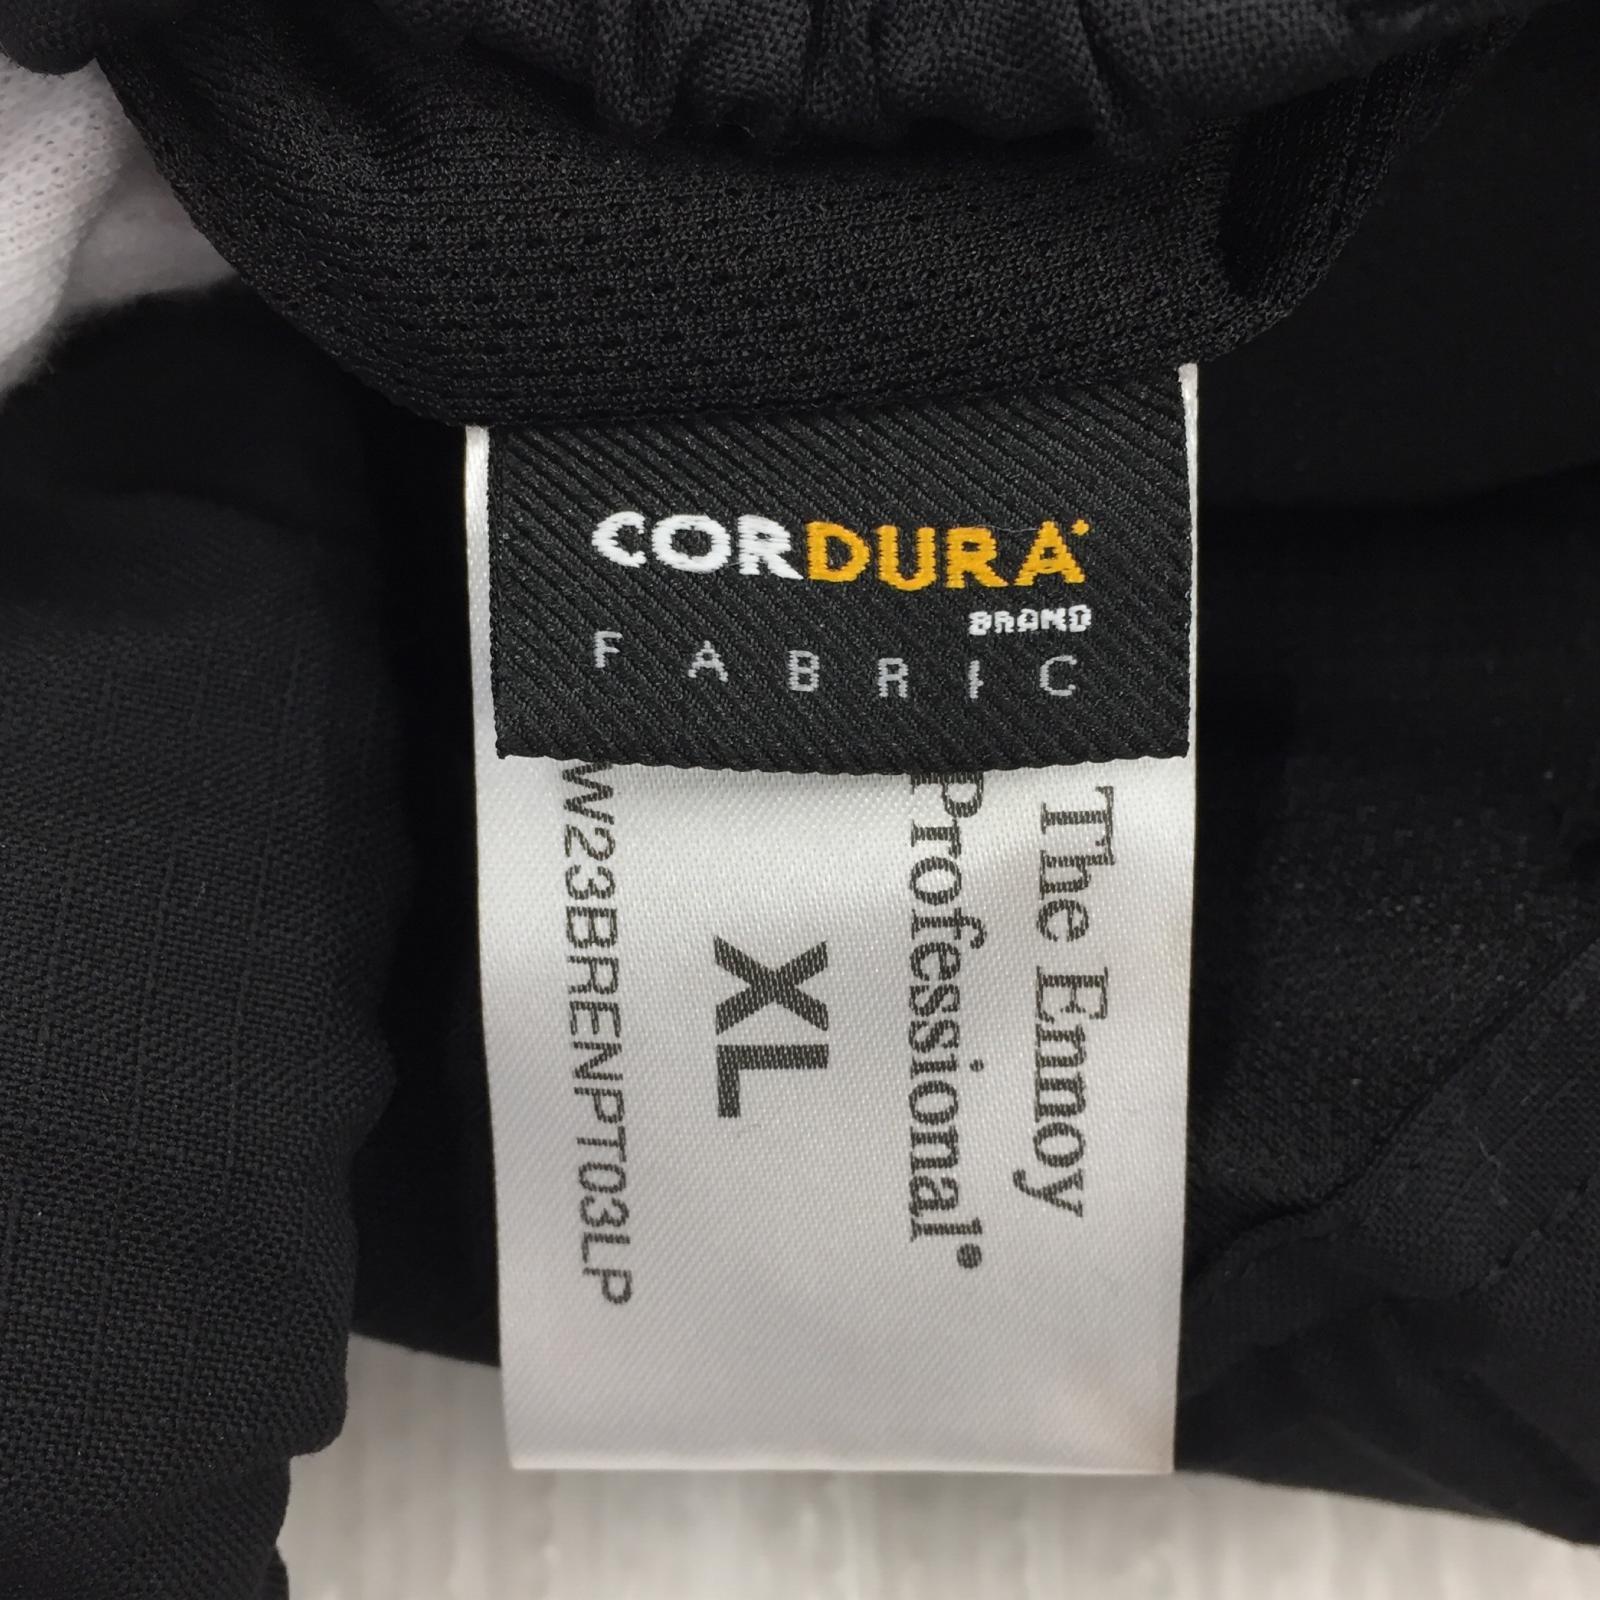 CORDURA
BRAND
FABRIC
The Ennoy
Professional®
XL
W23BRENPT03LP